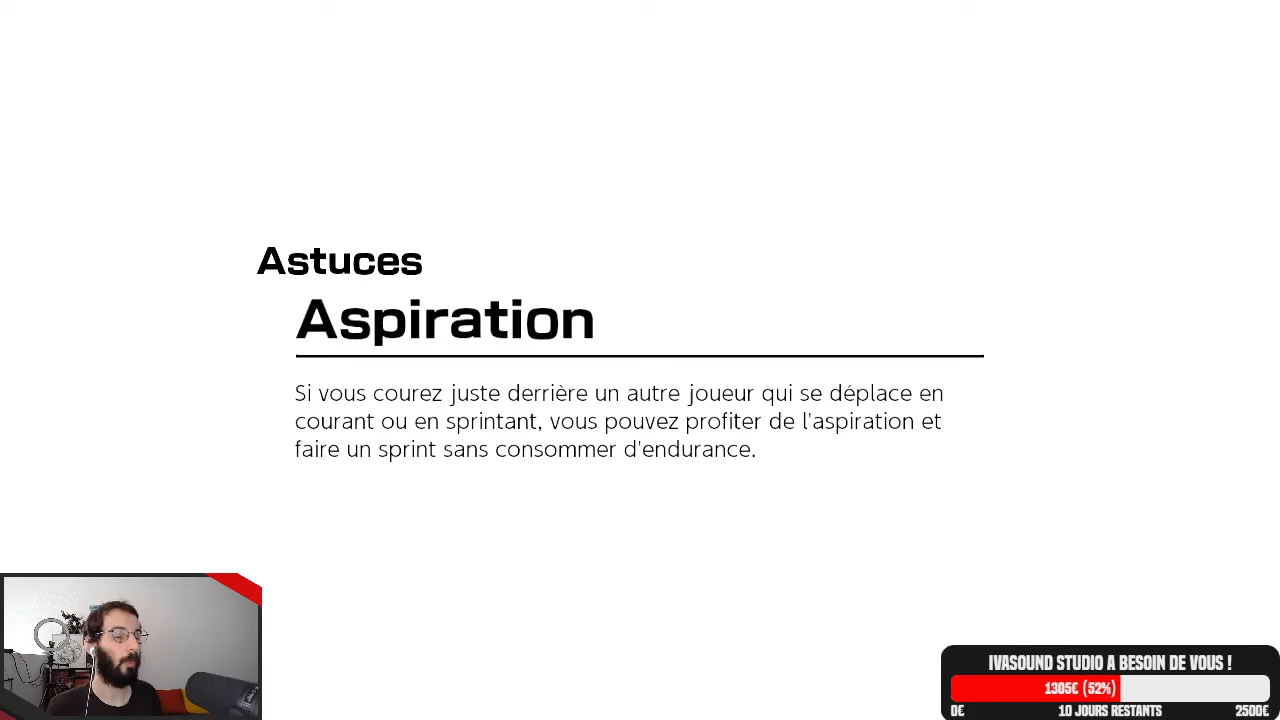 Astuces
Aspiration
Si vous courez juste derrière un autre joueur qui se déplace en
courant ou en sprintant, vous pouvez profiter de l'aspiration et
faire un sprint sans consommer d'endurance.
IVASOUND STUDIO A BESOIN DE VOUS !
1305€ (52%)
0€ 10 JOURS RESTANTS 2500€